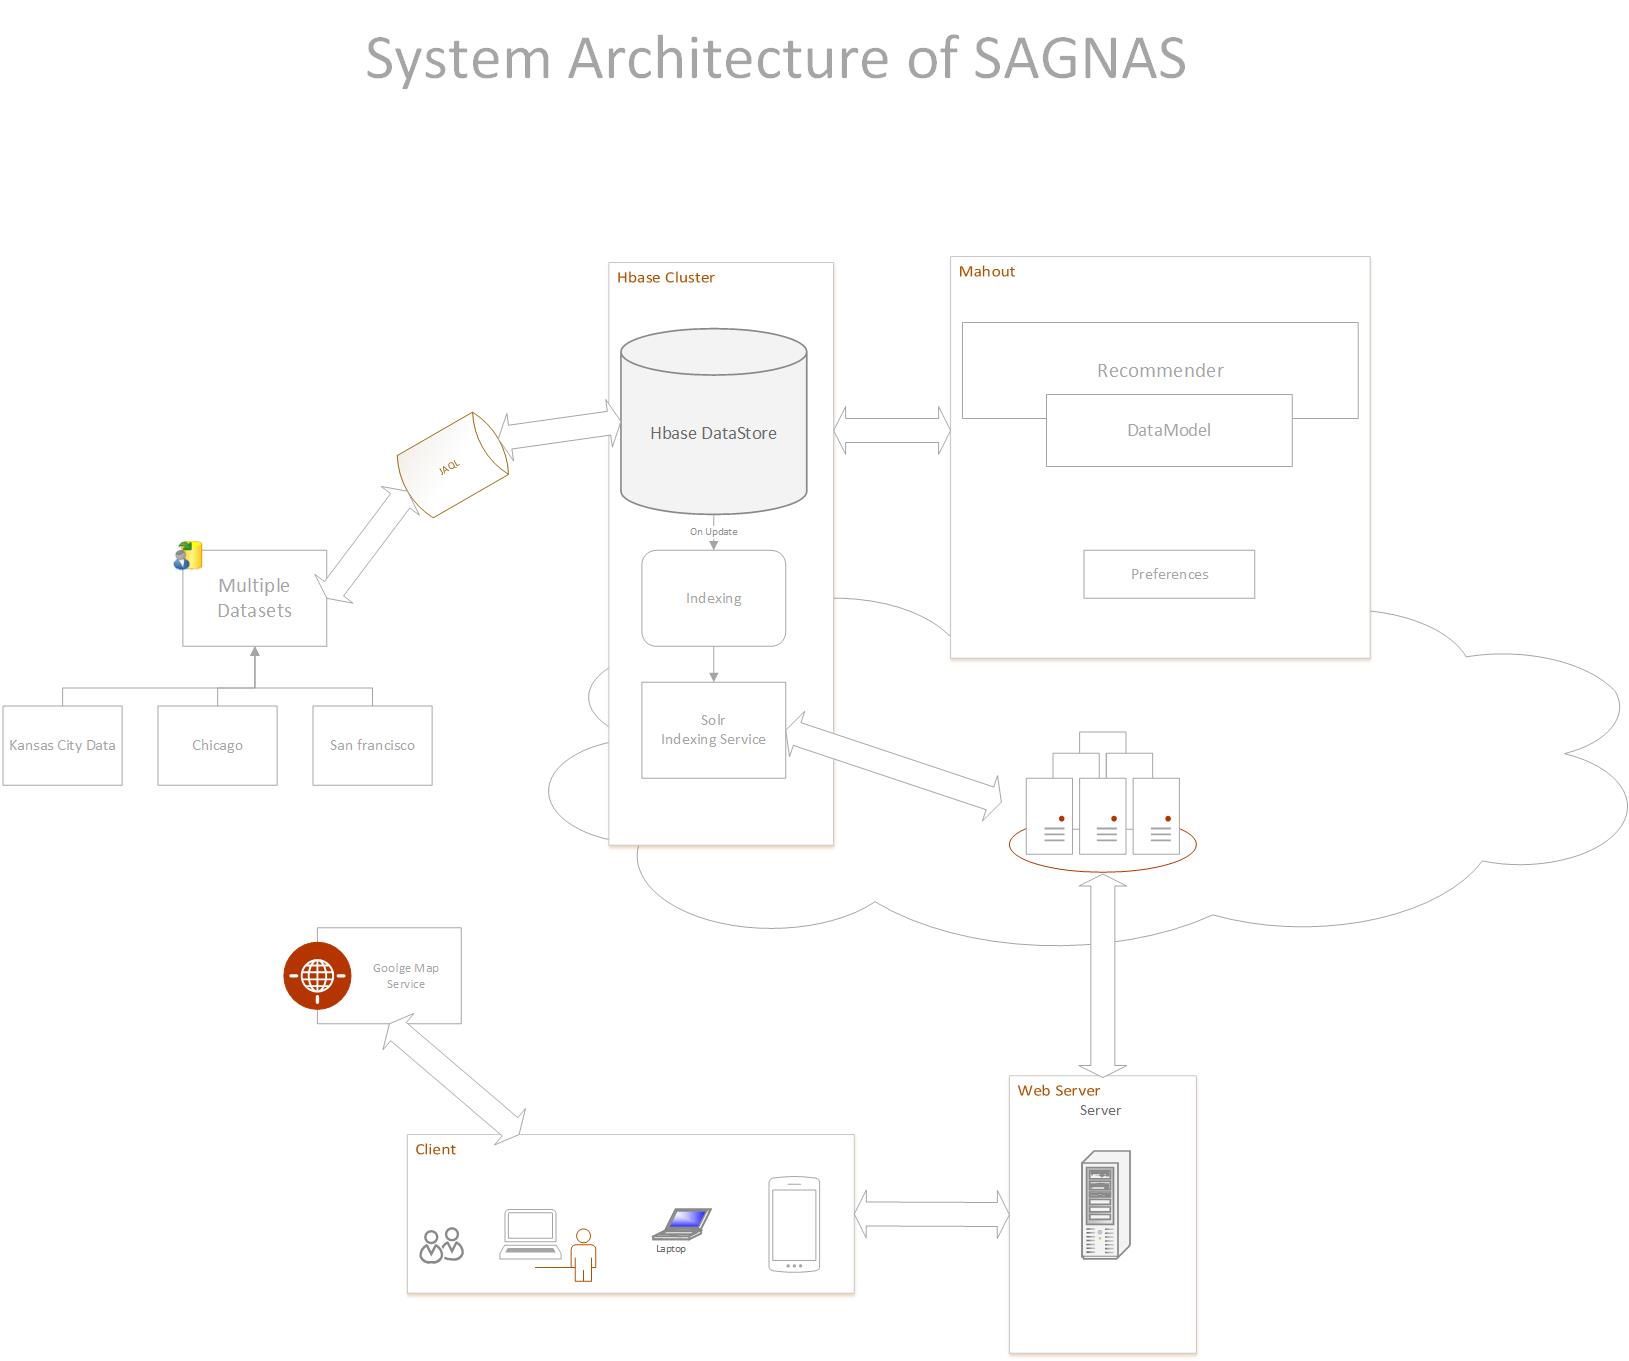 System Architecture of SAGNAS
Hbase Cluster
Mahout
Recommender
DataModel
Hbase DataStore
JAQL
On Update
Preferences
Indexing
Multiple
Datasets
Solr
Indexing Service
Kansas City Data
Chicago
San francisco
Goolge Map
Service
Web Server
Server
Client
Laptop